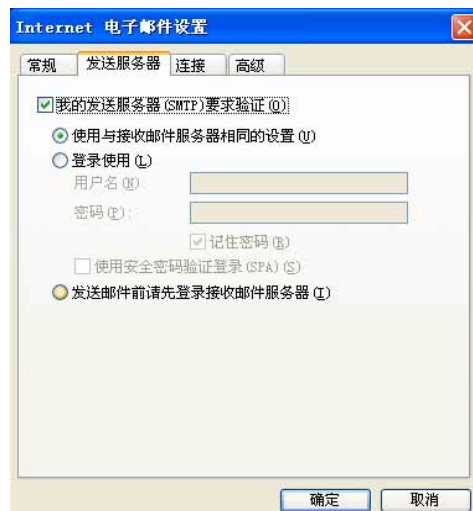 Internet 电子邮件设置
常规 发送服务器 连接 高级
我的发送服务器(SMTP)要求验证(O)
使用与接收邮件服务器相同的设置(U)
登录使用(L)
用户名(N):
密码(P):
记住密码(R)
使用安全密码验证登录(SPA)(S)
发送邮件前请先登录接收邮件服务器(I)
确定 取消